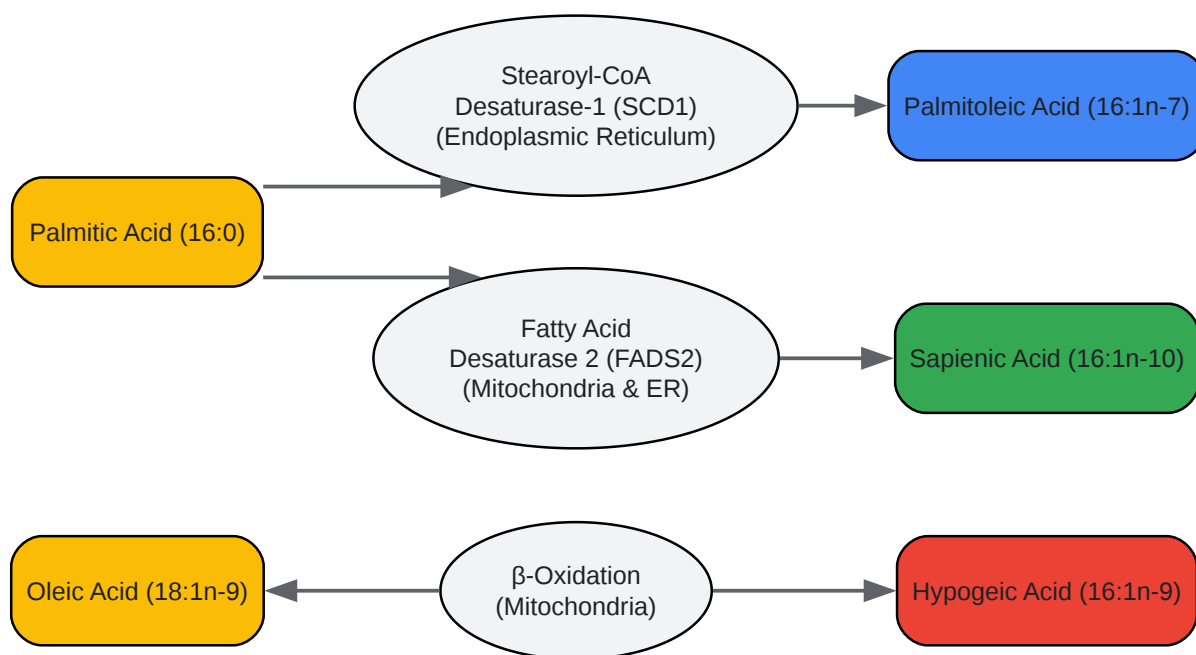 Stearoyl-CoA
Desaturase-1 (SCD1)
(Endoplasmic Reticulum)
Palmitoleic Acid (16:1n-7)
Palmitic Acid (16:0)
Fatty Acid
Desaturase 2 (FADS2)
(Mitochondria & ER)
Sapienic Acid (16:1n-10)
Oleic Acid (18:1n-9)
β-Oxidation
(Mitochondria)
Hypogeic Acid (16:1n-9)